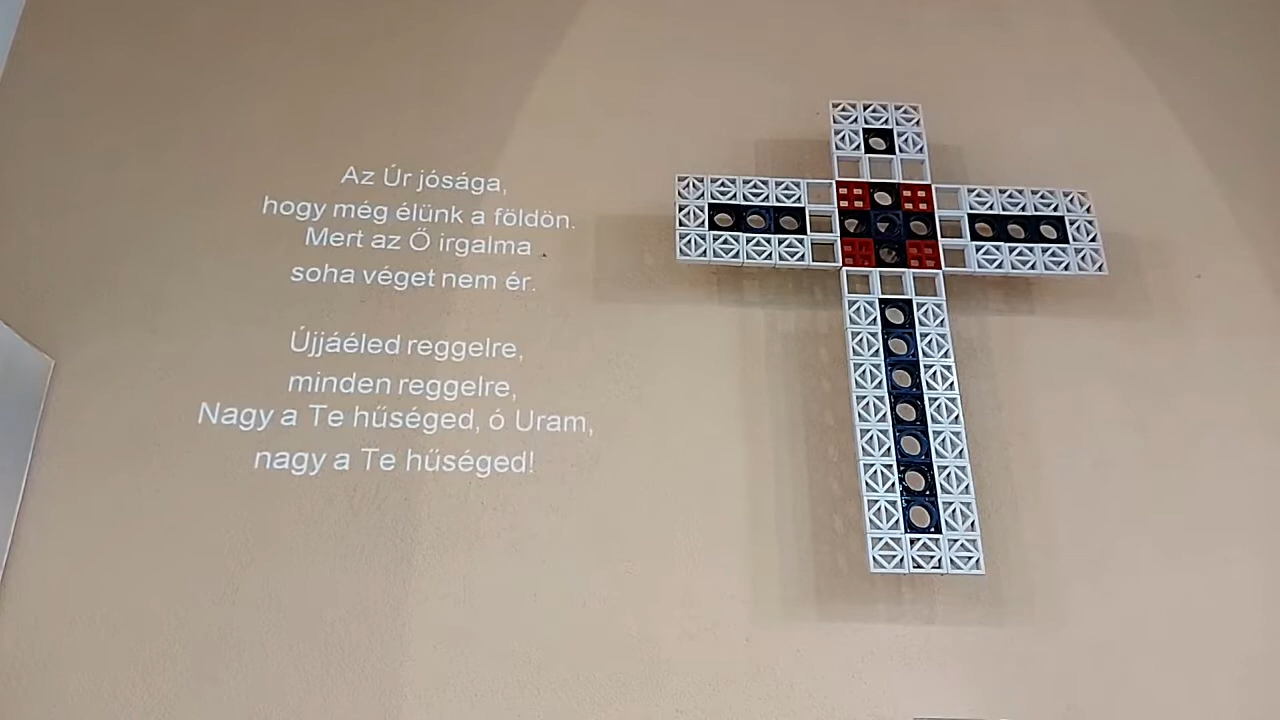 Az Úr jósága,
hogy még élünk a földön.
Mert az Ő irgalma
soha véget nem ér.
Újjáéled reggelre,
minden reggelre,
Nagy a Te hűséged, ó Uram,
nagy a Te hűséged!